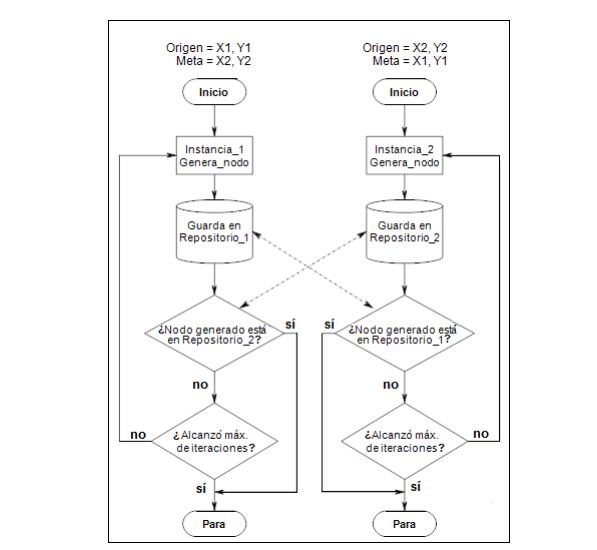 Origen = X1, Y1
Meta = X2, Y2
Inicio
Instancia_1
Genera_nodo
Guarda en
Repositorio_1
¿Nodo generado está
en Repositorio_2?
sí
no
¿Alcanzó máx.
de iteraciones?
no
sí
Para
Origen = X2, Y2
Meta = X1, Y1
Inicio
Instancia_2
Genera_nodo
Guarda en
Repositorio_2
¿Nodo generado está
en Repositorio_1?
sí
no
¿Alcanzó máx.
de iteraciones?
no
sí
Para